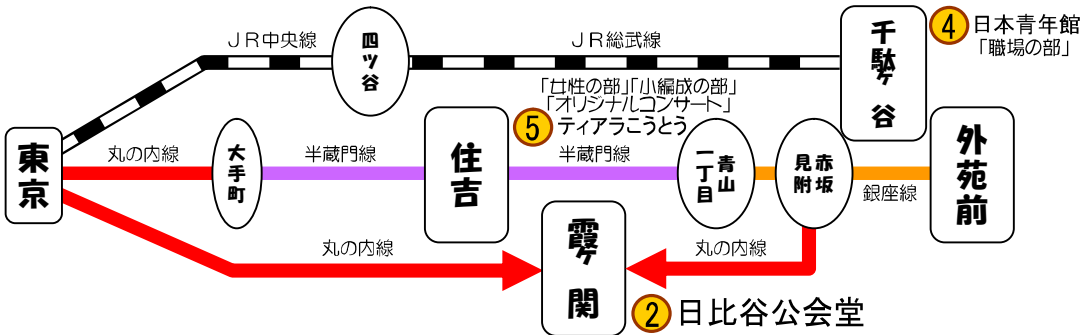 JR中央線
四ツ谷
JR総武線
千駄ヶ谷
④日本青年館
「職場の部」
「女性の部」「小編成の部」
「オリジナルコンサート」
⑤ティアラこうとう
東京
丸の内線
大手町
半蔵門線
住吉
半蔵門線
青山
一丁目
赤坂
見附
銀座線
外苑前
丸の内線
霞ヶ関
丸の内線
②日比谷公会堂